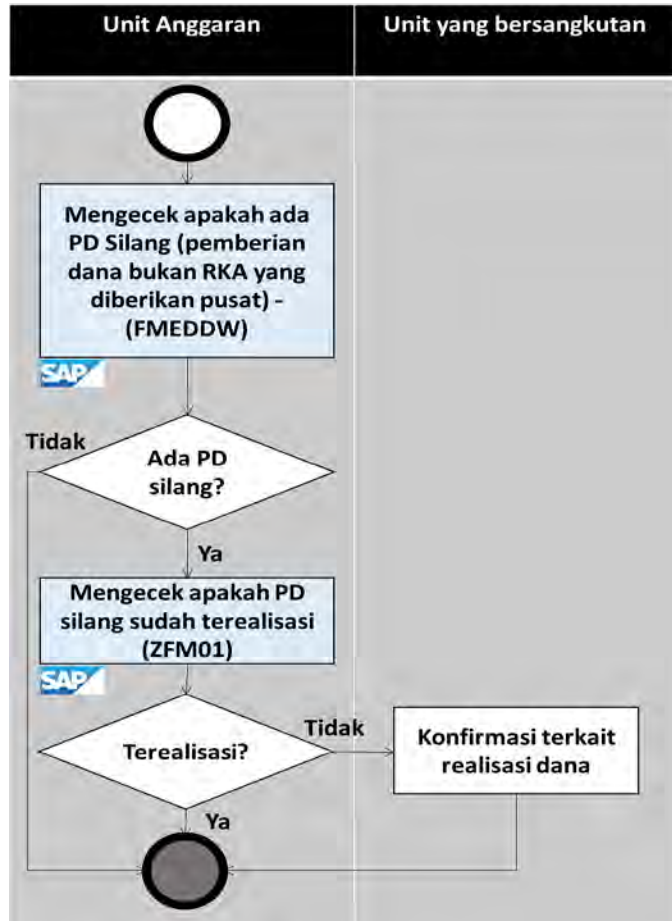 Unit Anggaran
Unit yang bersangkutan
Mengecek apakah ada
PD Silang (pemberian
dana bukan RKA yang
diberikan pusat) -
(FMEDDW)
SAP
Tidak
Ada PD
silang?
Ya
Mengecek apakah PD
silang sudah terealisasi
(ZFM01)
SAP
Terealisasi?
Tidak
Konfirmasi terkait
realisasi dana
Ya